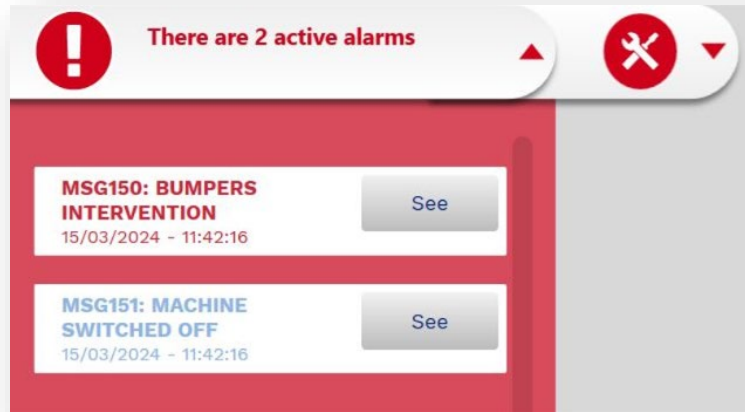 There are 2 active alarms
MSG150: BUMPERS
INTERVENTION
15/03/2024 - 11:42:16
See
MSG151: MACHINE
SWITCHED OFF
15/03/2024 - 11:42:16
See